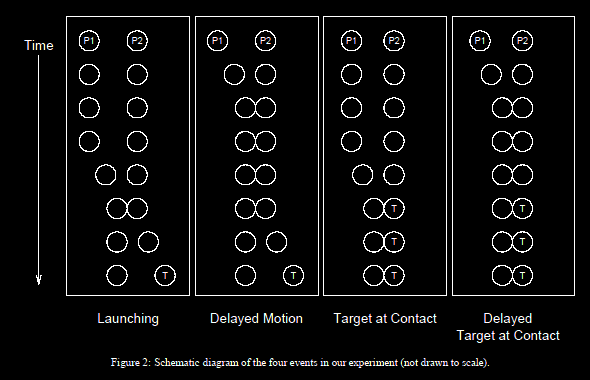 P1 P2 P1 P2 P1 P2 P1 P2
Time
T T
T T
T T T T
Launching Delayed Motion Target at Contact Delayed
Target at Contact
Figure 2: Schematic diagram of the four events in our experiment (not drawn to scale).